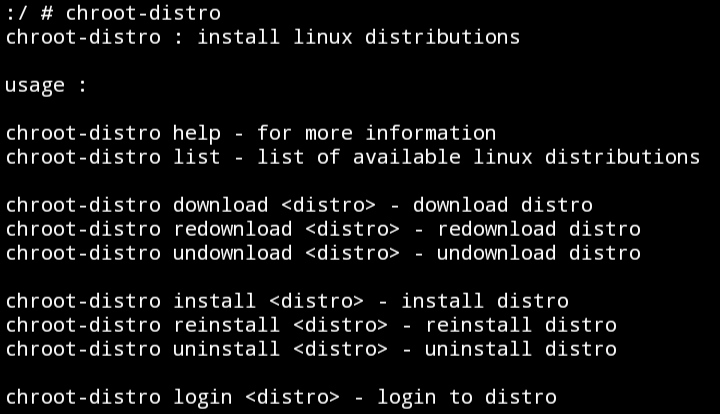 :/ # chroot-distro
chroot-distro : install linux distributions
usage :
chroot-distro help - for more information
chroot-distro list - list of available linux distributions
chroot-distro download <distro> - download distro
chroot-distro redownload <distro> - redownload distro
chroot-distro undownload <distro> - undownload distro
chroot-distro install <distro> - install distro
chroot-distro reinstall <distro> - reinstall distro
chroot-distro uninstall <distro> - uninstall distro
chroot-distro login <distro> - login to distro